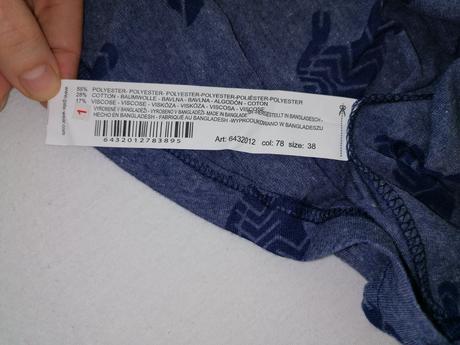 55% POLYESTER- POLYESTER- POLYESTER-POLYESTER-POLIÉSTER-POLYESTER
28% COTTON - BAUMWOLLE - BAVLNA - BAVLNA - ALGODÓN - COTON
17% VISCOSE - VISCOSE - VISKÓZA - VISKÓZA - VISCOSA - VISCOSE
VYROBENÉ V BANGLADÉŠI - VYROBENO V BANGLADÉŠI - MADE IN BANGLADESH - HERGESTELLT IN BANGLADESCH -
HECHO EN BANGLADESH - FABRIQUÉ AU BANGLADESH -WYPRODUKOWANO W BANGLADESZU
1
6432012783895
Art: 6432012 col: 78 size: 38